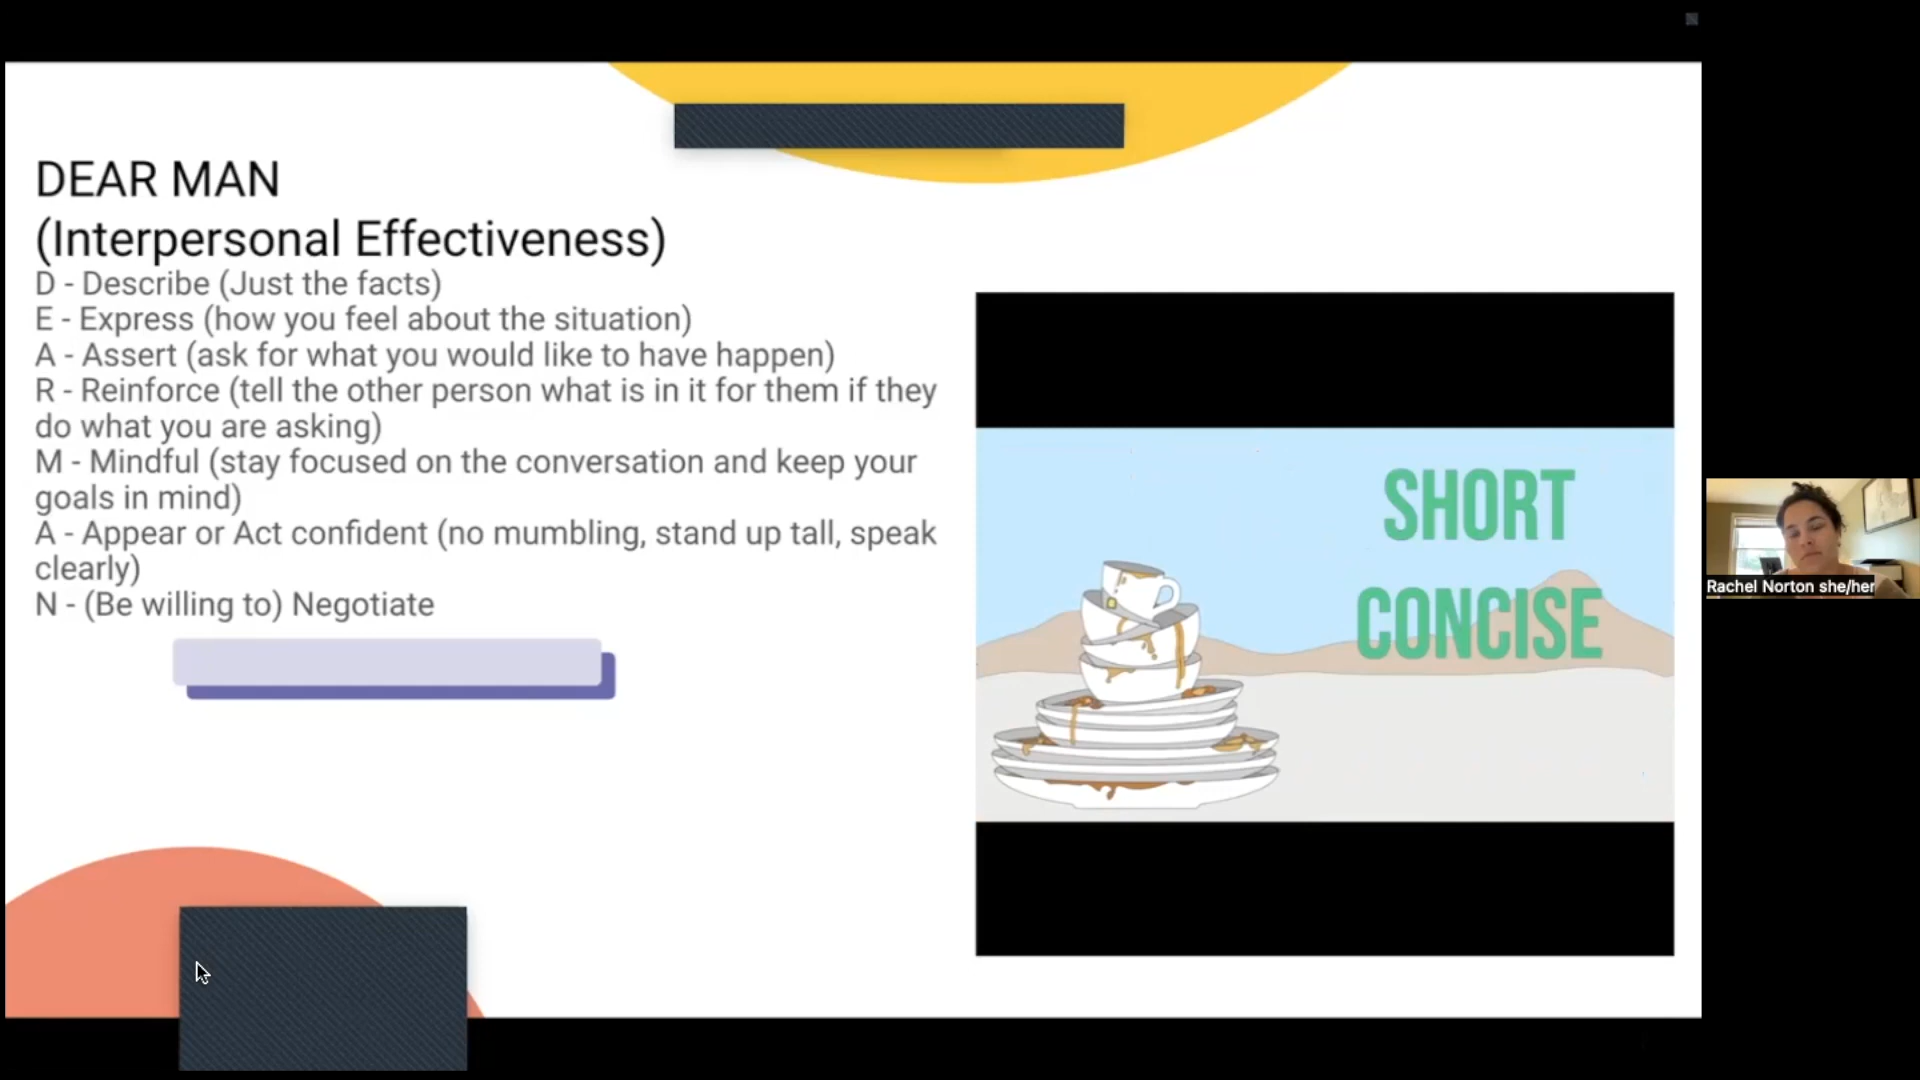 DEAR MAN
(Interpersonal Effectiveness)
D - Describe (Just the facts)
E - Express (how you feel about the situation)
A - Assert (ask for what you would like to have happen)
R - Reinforce (tell the other person what is in it for them if they
do what you are asking)
M - Mindful (stay focused on the conversation and keep your
goals in mind)
A - Appear or Act confident (no mumbling, stand up tall, speak
clearly)
N - (Be willing to) Negotiate
SHORT
CONCISE
Rachel Norton she/her